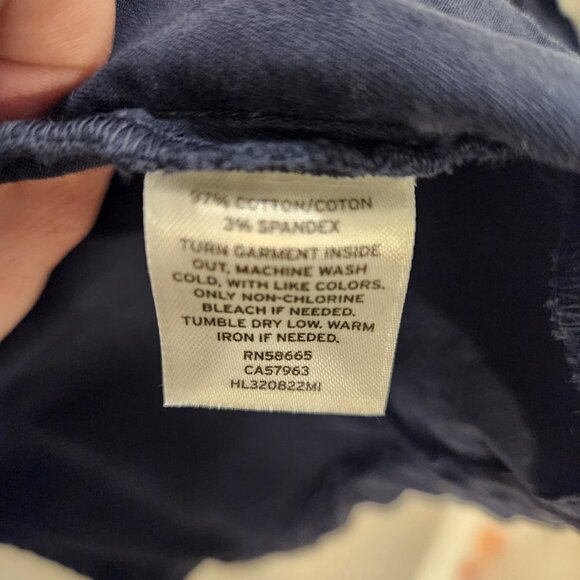 97% COTTON/COTON
3% SPANDEX
TURN GARMENT INSIDE
OUT, MACHINE WASH
COLD, WITH LIKE COLORS.
ONLY NON-CHLORINE
BLEACH IF NEEDED.
TUMBLE DRY LOW. WARM
IRON IF NEEDED.
RN58665
CA57963
HL320822MI